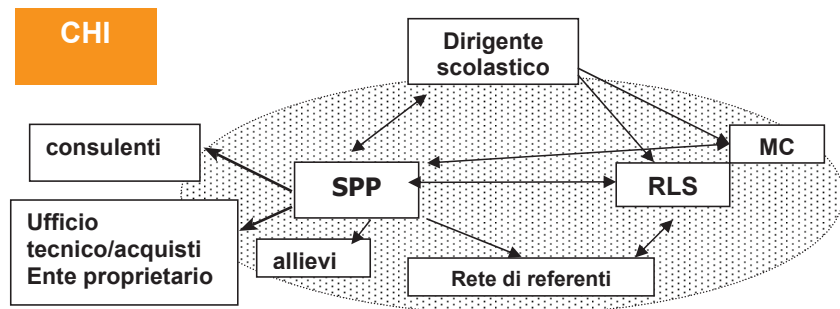 CHI
Dirigente
scolastico
consulenti
MC
SPP
RLS
Ufficio
tecnico/acquisti
Ente proprietario
allievi
Rete di referenti